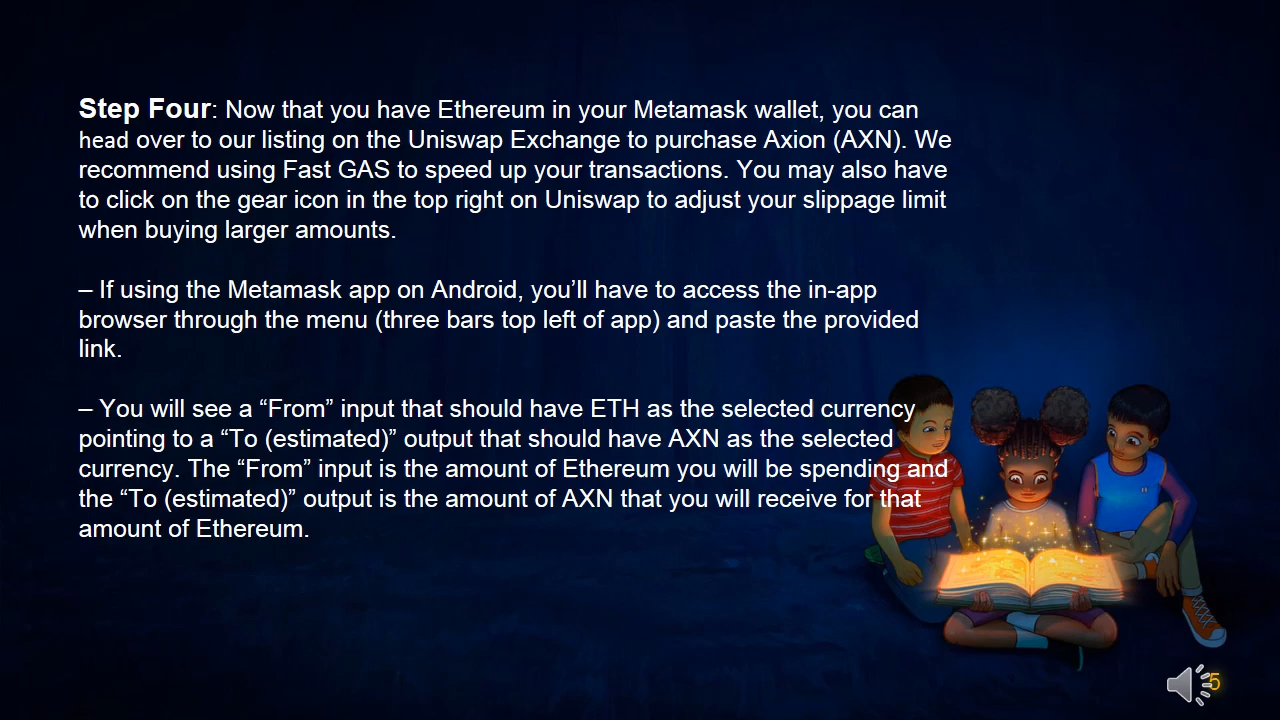 Step Four: Now that you have Ethereum in your Metamask wallet, you can
head over to our listing on the Uniswap Exchange to purchase Axion (AXN). We
recommend using Fast GAS to speed up your transactions. You may also have
to click on the gear icon in the top right on Uniswap to adjust your slippage limit
when buying larger amounts.
– If using the Metamask app on Android, you’ll have to access the in-app
browser through the menu (three bars top left of app) and paste the provided
link.
– You will see a “From” input that should have ETH as the selected currency
pointing to a “To (estimated)” output that should have AXN as the selected
currency. The “From” input is the amount of Ethereum you will be spending and
the “To (estimated)” output is the amount of AXN that you will receive for that
amount of Ethereum.
5